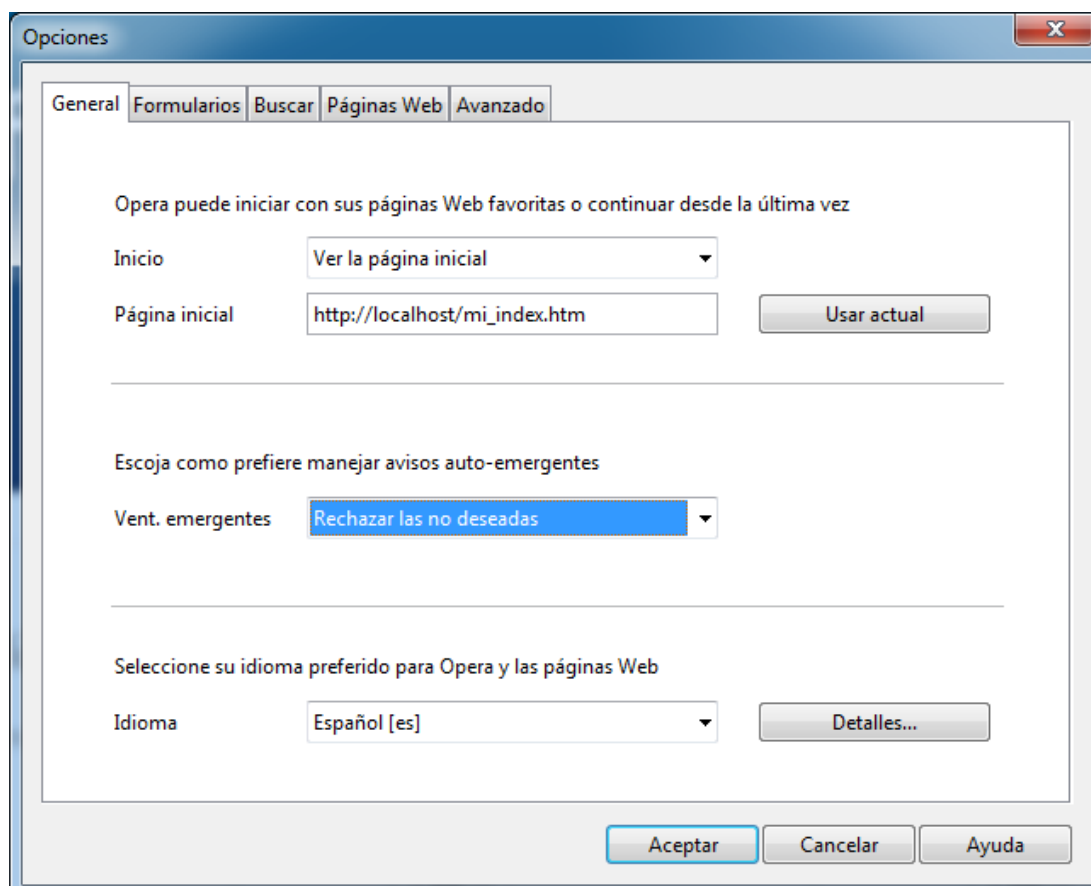 Opciones
General Formularios Buscar Páginas Web Avanzado
Opera puede iniciar con sus páginas Web favoritas o continuar desde la última vez
Inicio Ver la página inicial
Página inicial http://localhost/mi_index.htm Usar actual
Escoja como prefiere manejar avisos auto-emergentes
Vent. emergentes Rechazar las no deseadas
Seleccione su idioma preferido para Opera y las páginas Web
Idioma Español [es] Detalles...
Aceptar Cancelar Ayuda